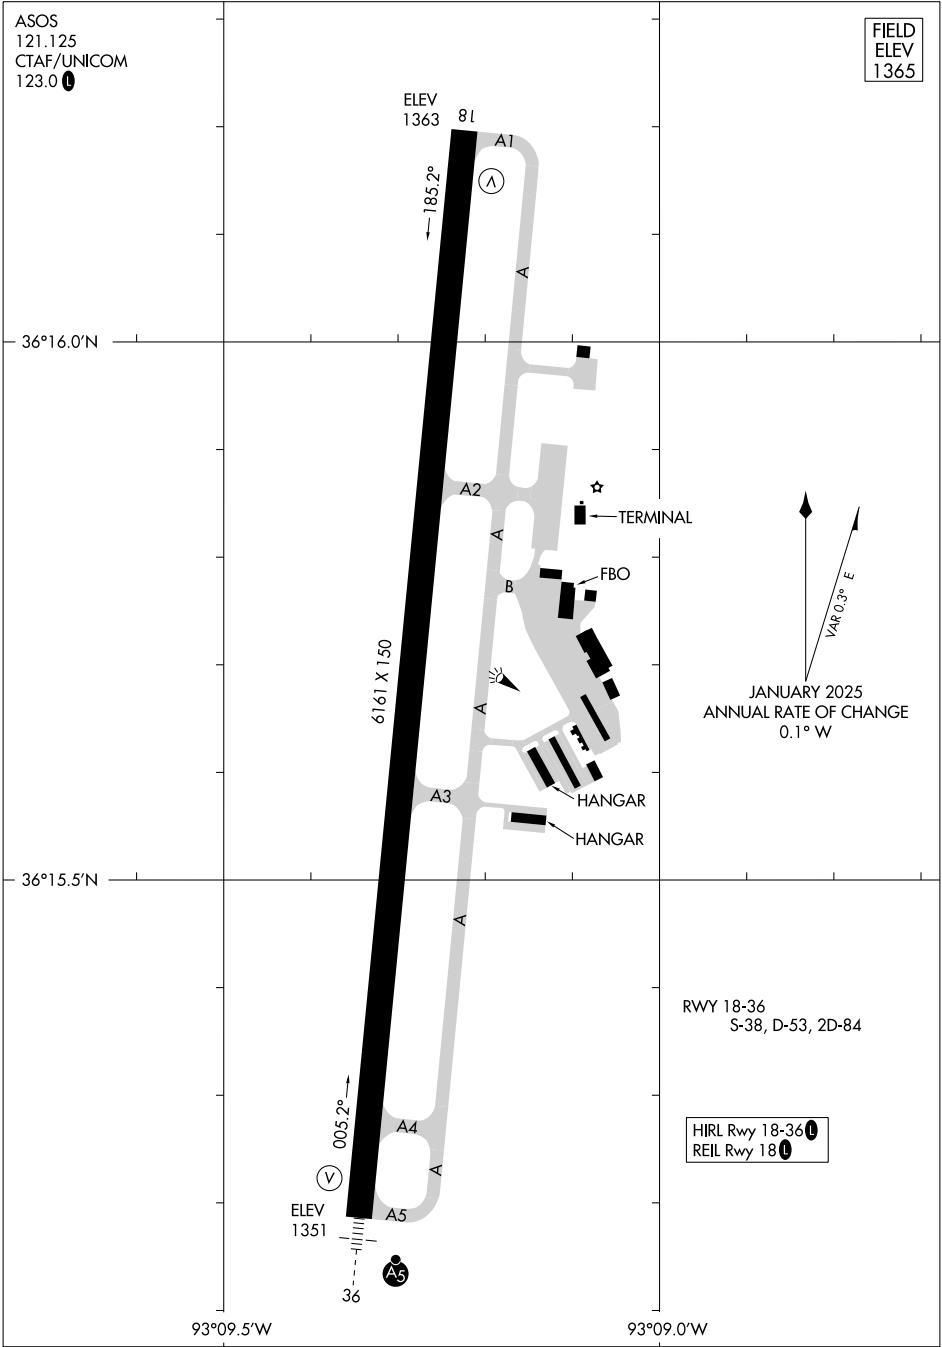 ASOS
121.125
CTAF/UNICOM
123.0 L
FIELD
ELEV
1365
ELEV
1363
18
A1
V
185.2°
A
36°16.0'N
A2
TERMINAL
A
FBO
B
VAR 0.3° E
6161 X 150
JANUARY 2025
ANNUAL RATE OF CHANGE
0.1° W
A
A3
HANGAR
HANGAR
36°15.5'N
A
RWY 18-36
S-38, D-53, 2D-84
005.2°
A4
HIRL Rwy 18-36 L
REIL Rwy 18 L
V
A
ELEV
1351
A5
A5
36
93°09.5'W
93°09.0'W